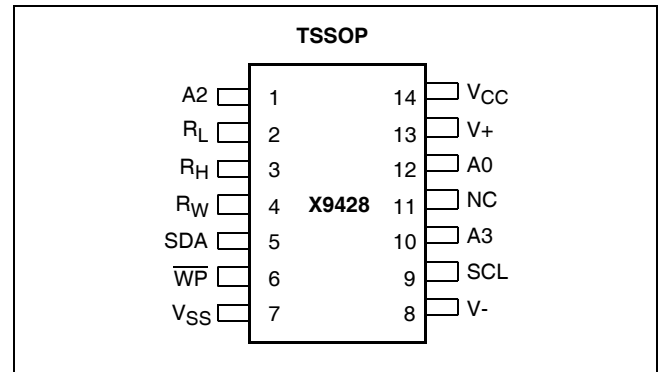 TSSOP
A2 1 14 VCC
RL 2 13 V+
RH 3 12 A0
RW 4 X9428 11 NC
SDA 5 10 A3
W̅P̅ 6 9 SCL
VSS 7 8 V-